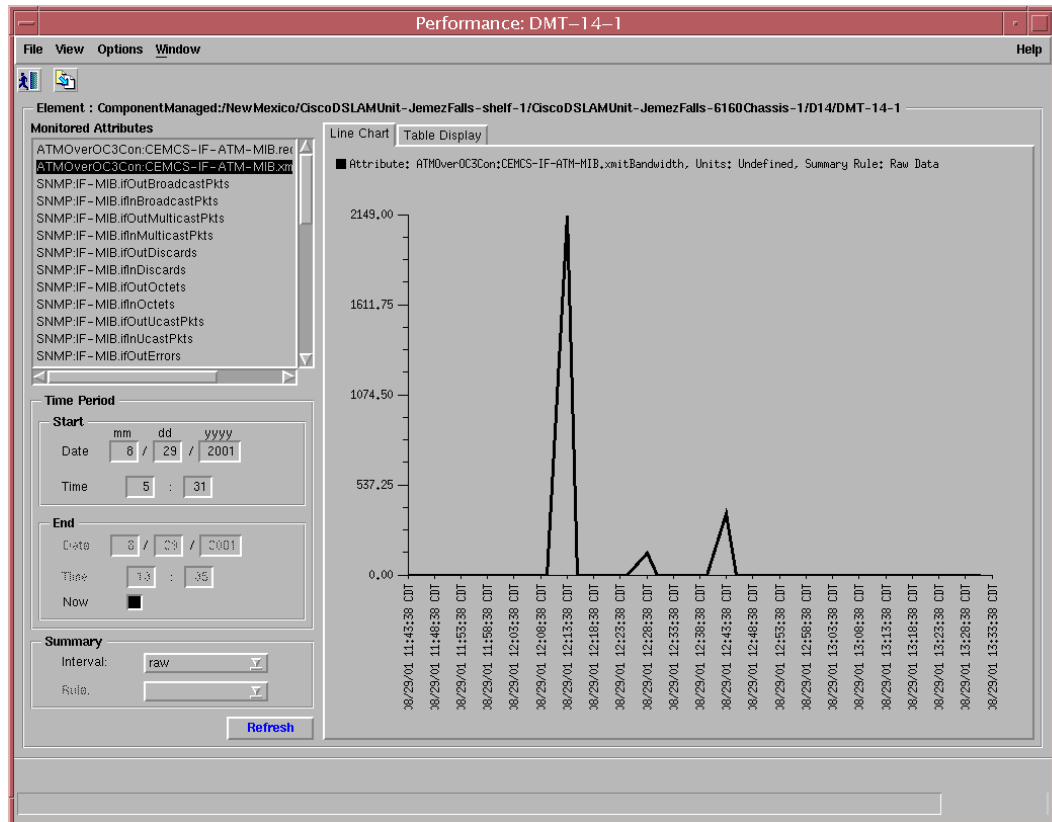 Performance: DMT-14-1
File View Options Window Help
Element : ComponentManaged:/NewMexico/CiscoDSLAMUnit-JemezFalls-shelf-1/CiscoDSLAMUnit-JemezFalls-6160Chassis-1/D14/DMT-14-1
Monitored Attributes
ATMOverOC3Con:CEMCS-IF-ATM-MIB.rec
ATMOverOC3Con:CEMCS-IF-ATM-MIB.xm
SNMP:IF-MIB.ifOutBroadcastPkts
SNMP:IF-MIB.ifInBroadcastPkts
SNMP:IF-MIB.ifOutMulticastPkts
SNMP:IF-MIB.ifInMulticastPkts
SNMP:IF-MIB.ifOutDiscards
SNMP:IF-MIB.ifInDiscards
SNMP:IF-MIB.ifOutOctets
SNMP:IF-MIB.ifInOctets
SNMP:IF-MIB.ifOutUcastPkts
SNMP:IF-MIB.ifInUcastPkts
SNMP:IF-MIB.ifOutErrors
Time Period
Start
mm dd yyyy
Date 8 / 29 / 2001
Time 5 : 31
End
Date 8 / 29 / 2001
Time 13 : 35
Now
Summary
Interval: raw
Rule:
Refresh
Line Chart Table Display
Attribute: ATMOverOC3Con:CEMCS-IF-ATM-MIB.xmitBandwidth, Units: Undefined, Summary Rule: Raw Data
2149.00
1611.75
1074.50
537.25
0.00
08/29/01 11:43:38 CDT
08/29/01 11:48:38 CDT
08/29/01 11:53:38 CDT
08/29/01 11:58:38 CDT
08/29/01 12:03:38 CDT
08/29/01 12:08:38 CDT
08/29/01 12:13:38 CDT
08/29/01 12:18:38 CDT
08/29/01 12:23:38 CDT
08/29/01 12:28:38 CDT
08/29/01 12:33:38 CDT
08/29/01 12:38:38 CDT
08/29/01 12:43:38 CDT
08/29/01 12:48:38 CDT
08/29/01 12:53:38 CDT
08/29/01 12:58:38 CDT
08/29/01 13:03:38 CDT
08/29/01 13:08:38 CDT
08/29/01 13:13:38 CDT
08/29/01 13:18:38 CDT
08/29/01 13:23:38 CDT
08/29/01 13:28:38 CDT
08/29/01 13:33:38 CDT